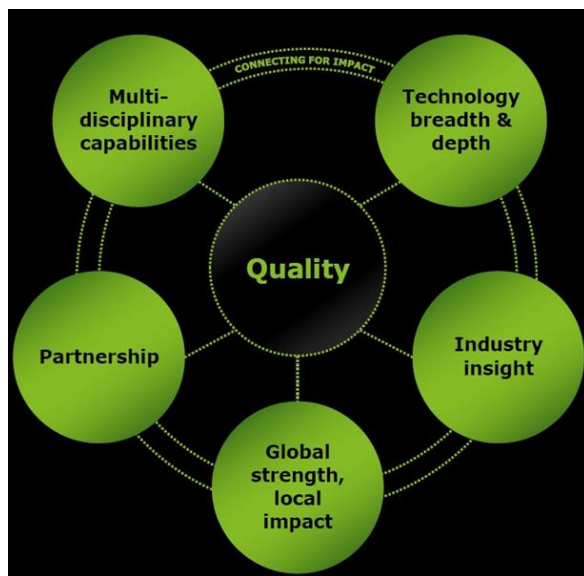 CONNECTING FOR IMPACT
Multi-
disciplinary
capabilities
Technology
breadth &
depth
Quality
Partnership
Industry
insight
Global
strength,
local
impact